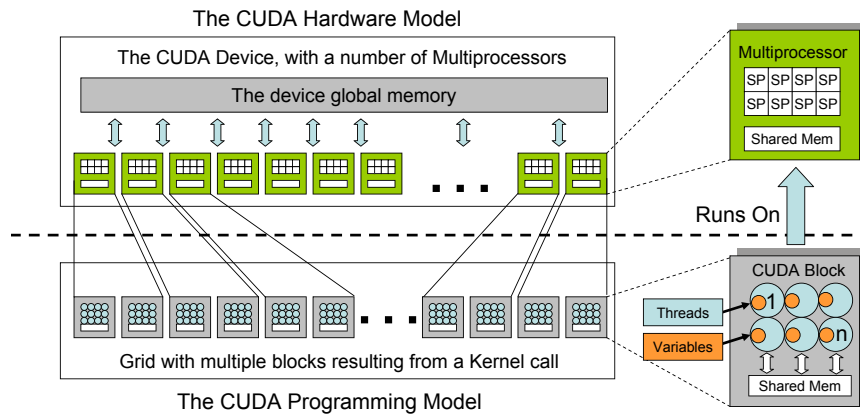 The CUDA Hardware Model
The CUDA Device, with a number of Multiprocessors
The device global memory
Multiprocessor
SP SP SP SP
SP SP SP SP
Shared Mem
Runs On
CUDA Block
Threads
1
Variables
n
Shared Mem
Grid with multiple blocks resulting from a Kernel call
The CUDA Programming Model